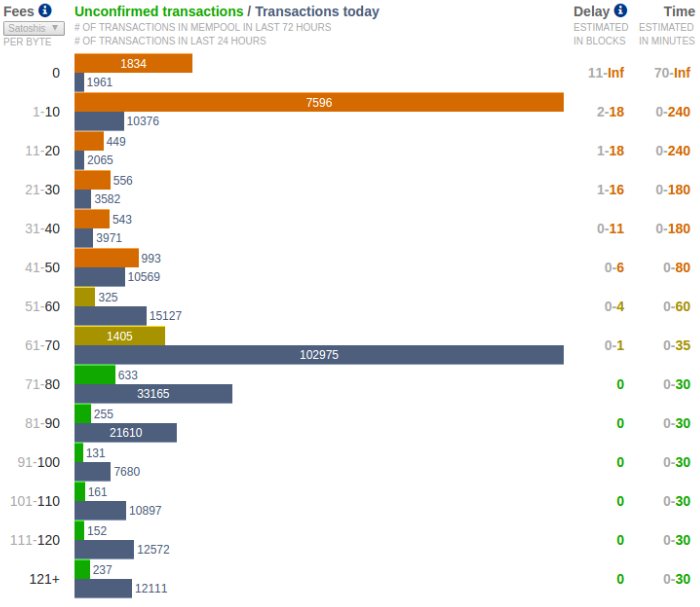 Fees i Unconfirmed transactions / Transactions today Delay i Time
Satoshis ▼ # OF TRANSACTIONS IN MEMPOOL IN LAST 72 HOURS ESTIMATED ESTIMATED
PER BYTE # OF TRANSACTIONS IN LAST 24 HOURS IN BLOCKS IN MINUTES
1834
0 11-Inf 70-Inf
1961
7596
1-10 2-18 0-240
10376
449
11-20 1-18 0-240
2065
556
21-30 1-16 0-180
3582
543
31-40 0-11 0-180
3971
993
41-50 0-6 0-80
10569
325
51-60 0-4 0-60
15127
1405
61-70 0-1 0-35
102975
633
71-80 0 0-30
33165
255
81-90 0 0-30
21610
131
91-100 0 0-30
7680
161
101-110 0 0-30
10897
152
111-120 0 0-30
12572
237
121+ 0 0-30
12111